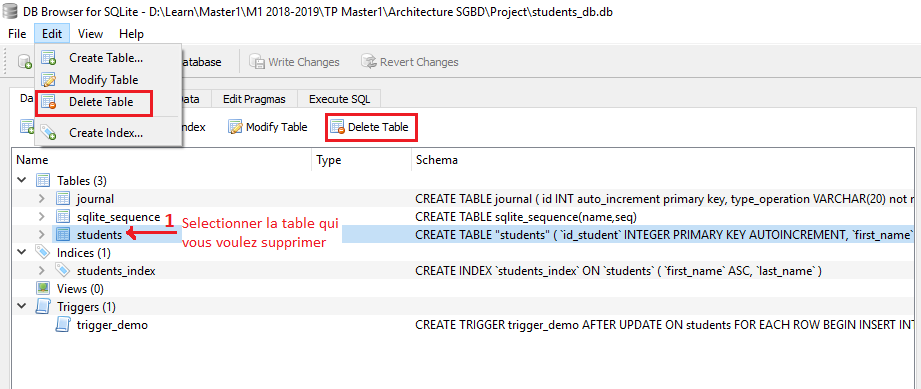 DB Browser for SQLite - D:\Learn\Master1\M1 2018-2019\TP Master1\Architecture SGBD\Project\students_db.db
File Edit View Help
Create Table...
atabase Write Changes Revert Changes
Modify Table
Delete Table
Da Data Edit Pragmas Execute SQL
Create Index...
ndex Modify Table Delete Table
Name Type Schema
Tables (3)
journal CREATE TABLE journal ( id INT auto_increment primary key, type_operation VARCHAR(20) not n
sqlite_sequence CREATE TABLE sqlite_sequence(name,seq)
1 Selectionner la table qui
students CREATE TABLE "students" ( `id_student` INTEGER PRIMARY KEY AUTOINCREMENT, `first_name`
vous voulez supprimer
Indices (1)
students_index CREATE INDEX `students_index` ON `students` ( `first_name` ASC, `last_name` )
Views (0)
Triggers (1)
trigger_demo CREATE TRIGGER trigger_demo AFTER UPDATE ON students FOR EACH ROW BEGIN INSERT INT